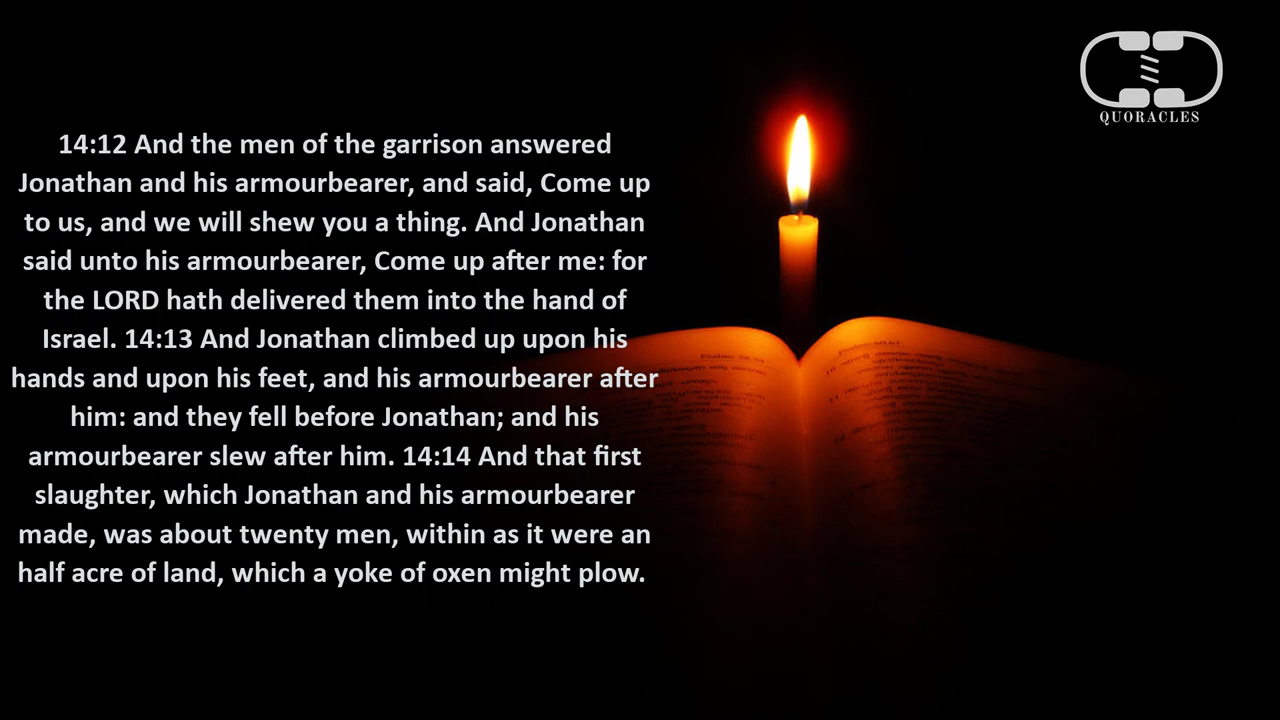 14:12 And the men of the garrison answered
Jonathan and his armourbearer, and said, Come up
to us, and we will shew you a thing. And Jonathan
said unto his armourbearer, Come up after me: for
the LORD hath delivered them into the hand of
Israel. 14:13 And Jonathan climbed up upon his
hands and upon his feet, and his armourbearer after
him: and they fell before Jonathan; and his
armourbearer slew after him. 14:14 And that first
slaughter, which Jonathan and his armourbearer
made, was about twenty men, within as it were an
half acre of land, which a yoke of oxen might plow.
QUORACLES